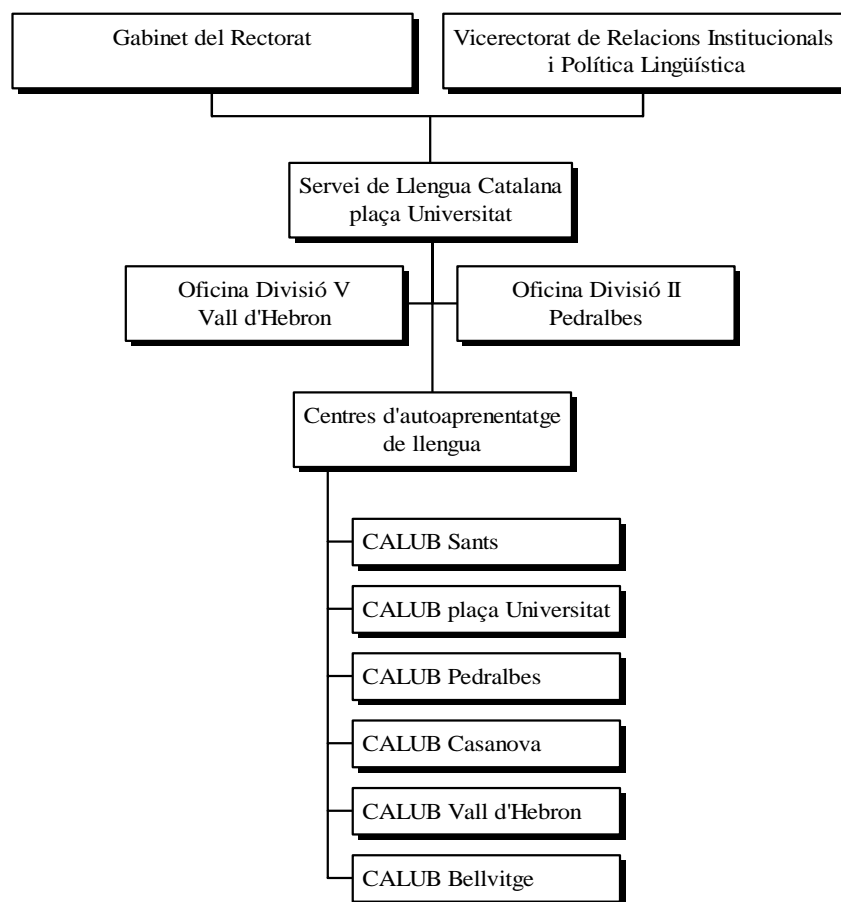 Gabinet del Rectorat
Vicerectorat de Relacions Institucionals
i Política Lingüística
Servei de Llengua Catalana
plaça Universitat
Oficina Divisió V
Vall d'Hebron
Oficina Divisió II
Pedralbes
Centres d'autoaprenentatge
de llengua
CALUB Sants
CALUB plaça Universitat
CALUB Pedralbes
CALUB Casanova
CALUB Vall d'Hebron
CALUB Bellvitge